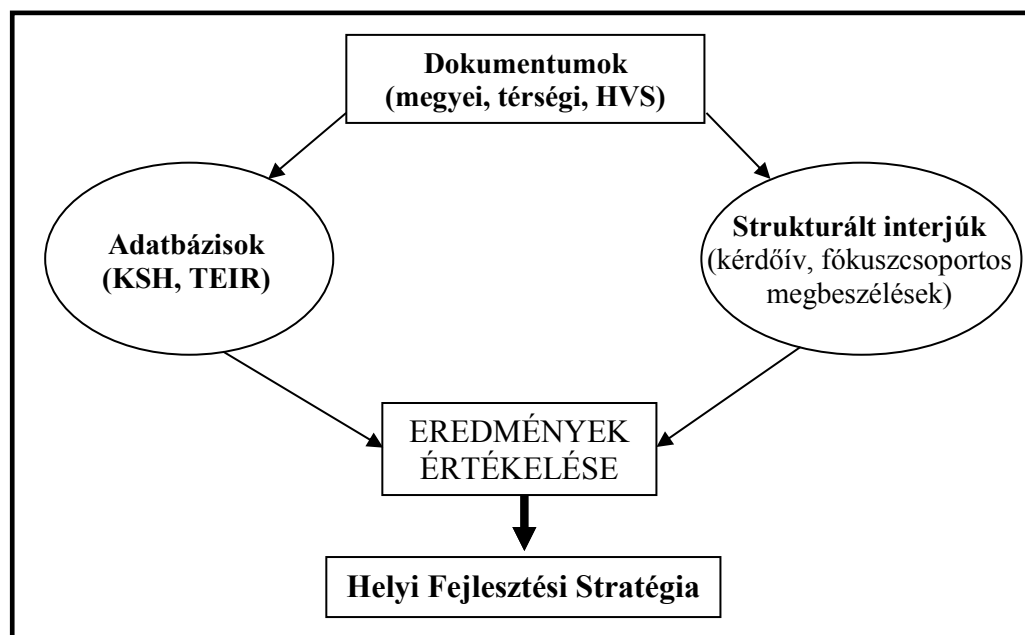 Dokumentumok
(megyei, térségi, HVS)
Adatbázisok
(KSH, TEIR)
Strukturált interjúk
(kérdőív, fókuszcsoportos
megbeszélések)
EREDMÉNYEK
ÉRTÉKELÉSE
Helyi Fejlesztési Stratégia